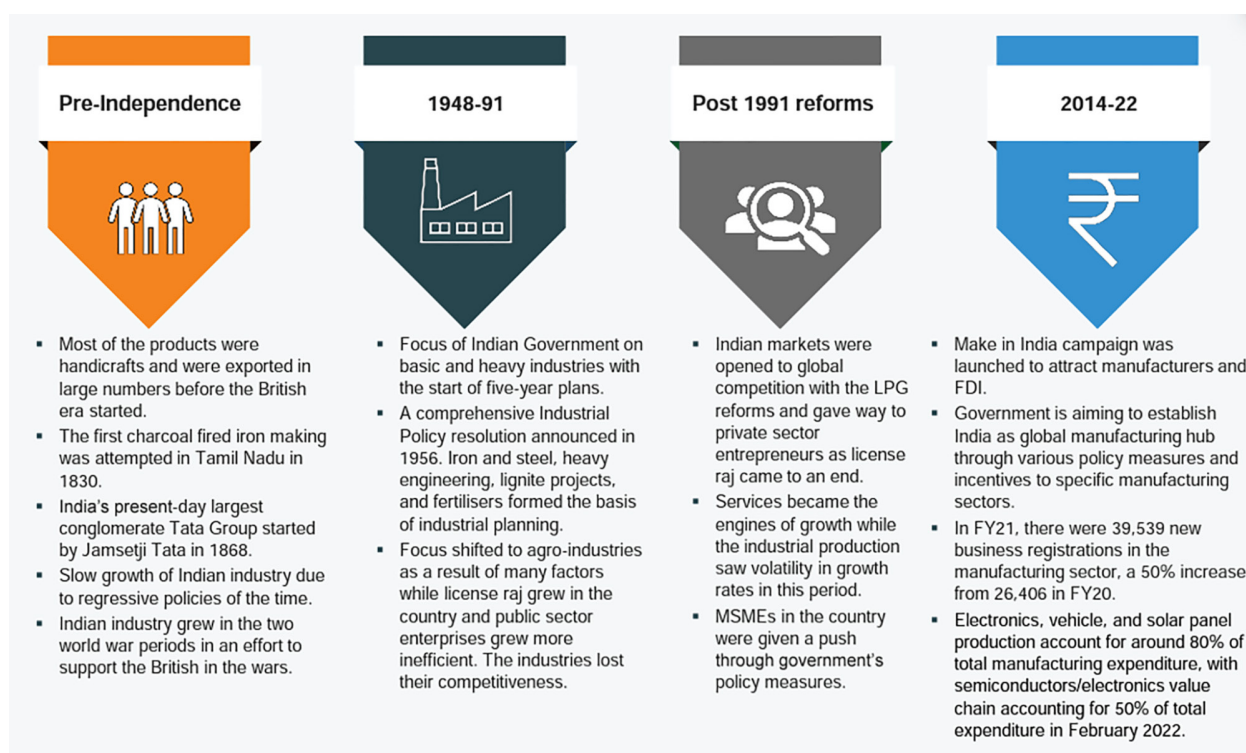 Pre-Independence
▪ Most of the products were
handicrafts and were exported in
large numbers before the British
era started.
▪ The first charcoal fired iron making
was attempted in Tamil Nadu in
1830.
▪ India's present-day largest
conglomerate Tata Group started
by Jamsetji Tata in 1868.
▪ Slow growth of Indian industry due
to regressive policies of the time.
▪ Indian industry grew in the two
world war periods in an effort to
support the British in the wars.
1948-91
▪ Focus of Indian Government on
basic and heavy industries with
the start of five-year plans.
▪ A comprehensive Industrial
Policy resolution announced in
1956. Iron and steel, heavy
engineering, lignite projects,
and fertilisers formed the basis
of industrial planning.
▪ Focus shifted to agro-industries
as a result of many factors
while license raj grew in the
country and public sector
enterprises grew more
inefficient. The industries lost
their competitiveness.
Post 1991 reforms
▪ Indian markets were
opened to global
competition with the LPG
reforms and gave way to
private sector
entrepreneurs as license
raj came to an end.
▪ Services became the
engines of growth while
the industrial production
saw volatility in growth
rates in this period.
▪ MSMEs in the country
were given a push
through government's
policy measures.
2014-22
₹
▪ Make in India campaign was
launched to attract manufacturers and
FDI.
▪ Government is aiming to establish
India as global manufacturing hub
through various policy measures and
incentives to specific manufacturing
sectors.
▪ In FY21, there were 39,539 new
business registrations in the
manufacturing sector, a 50% increase
from 26,406 in FY20.
▪ Electronics, vehicle, and solar panel
production account for around 80% of
total manufacturing expenditure, with
semiconductors/electronics value
chain accounting for 50% of total
expenditure in February 2022.